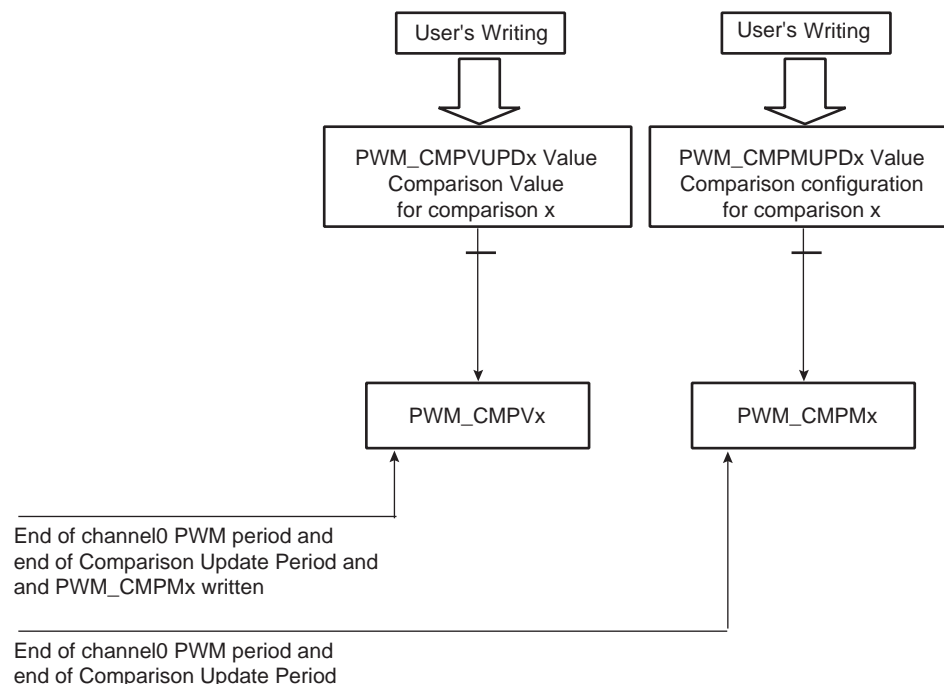 User's Writing
User's Writing
PWM_CMPVUPDx Value
Comparison Value
for comparison x
PWM_CMPMUPDx Value
Comparison configuration
for comparison x
PWM_CMPVx
PWM_CMPMx
End of channel0 PWM period and
end of Comparison Update Period and
and PWM_CMPMx written
End of channel0 PWM period and
end of Comparison Update Period